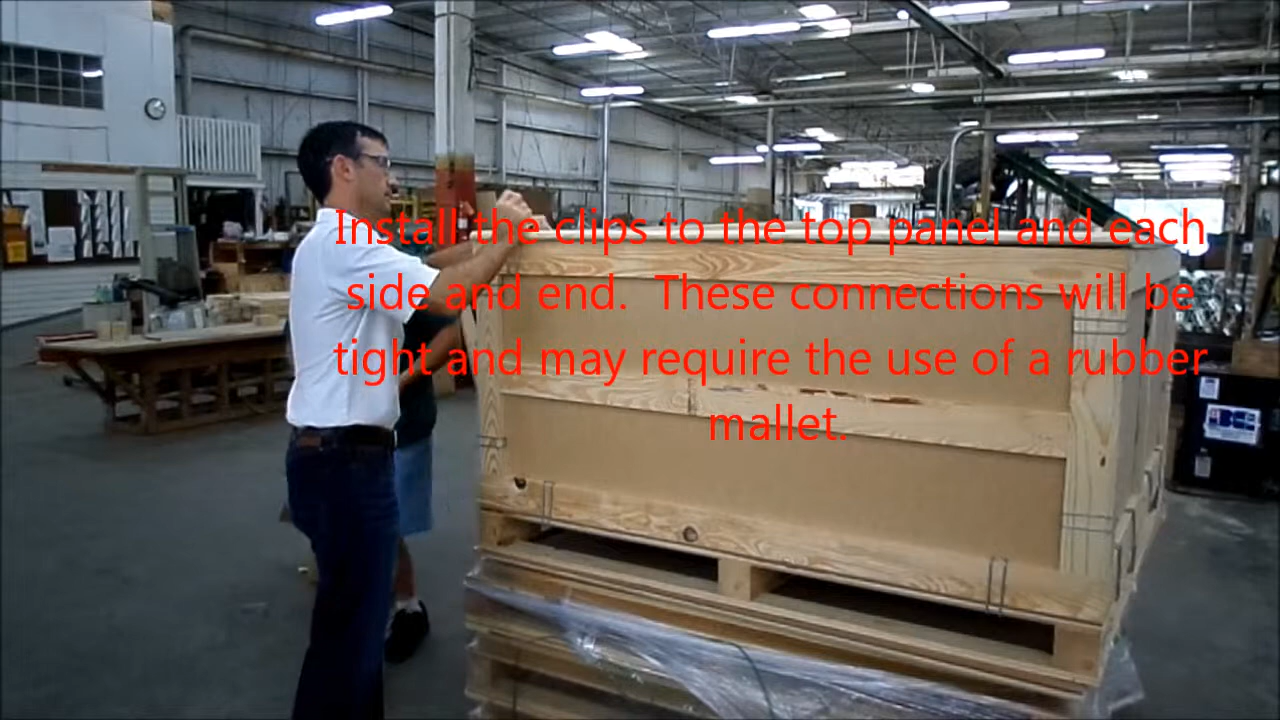 Install the clips to the top panel and each
side and end.  These connections will be
tight and may require the use of a rubber
mallet.